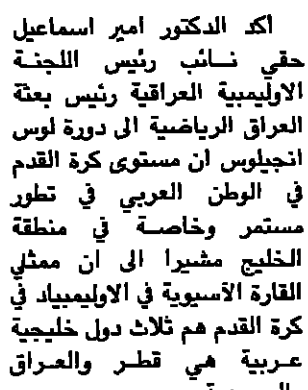 اكد الدكتور امير اسماعيل
حقي نائب رئيس اللجنة
الاوليمبية العراقية رئيس بعثة
العراق الرياضية الى دورة لوس
انجيلوس ان مستوى كرة القدم
في الوطن العربي في تطور
مستمر وخاصة في منطقة
الخليج مشيرا الى ان ممثلي
القارة الآسيوية في الاوليمبياد في
كرة القدم هم ثلاث دول خليجية
عربية هي قطر والعراق